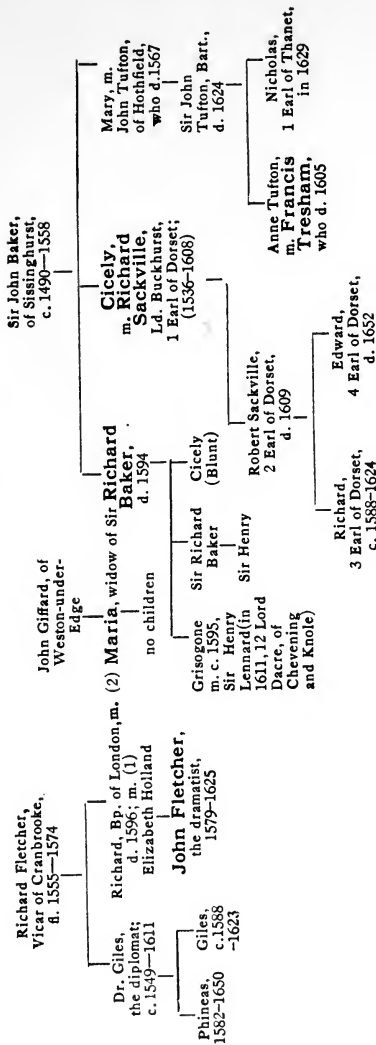 Richard Fletcher,
Vicar of Cranbrooke,
fl. 1555—1574
Dr. Giles,
the diplomat;
c. 1549—1611
Phineas,
1582-1650
Giles,
c.1588
-1623
Richard, Bp. of London, m.
d. 1596; m. (1)
Elizabeth Holland
John Fletcher,
the dramatist,
1579-1625
John Giffard, of
Weston-under-
Edge
(2) Maria, widow of Sir Richard
Baker,
d. 1594
no children
Grisogone
m. c. 1595,
Sir Henry
Lennard(in
1611, 12 Lord
Dacre, of
Chevening
and Knole)
Sir Richard
Baker
Sir Henry
Cicely
(Blunt)
Sir John Baker,
of Sissinghurst,
c. 1490—1558
Cicely,
m. Richard
Sackville,
Ld. Buckhurst,
1 Earl of Dorset;
(1536-1608)
Robert Sackville,
2 Earl of Dorset,
d. 1609
Richard,
3 Earl of Dorset,
c. 1588-1624
Edward,
4 Earl of Dorset,
d. 1652
Mary, m.
John Tufton,
of Hothfield,
who d.1567
Sir John
Tufton, Bart.,
d. 1624
Anne Tufton,
m. Francis
Tresham,
who d. 1605
Nicholas,
1 Earl of Thanet,
in 1629